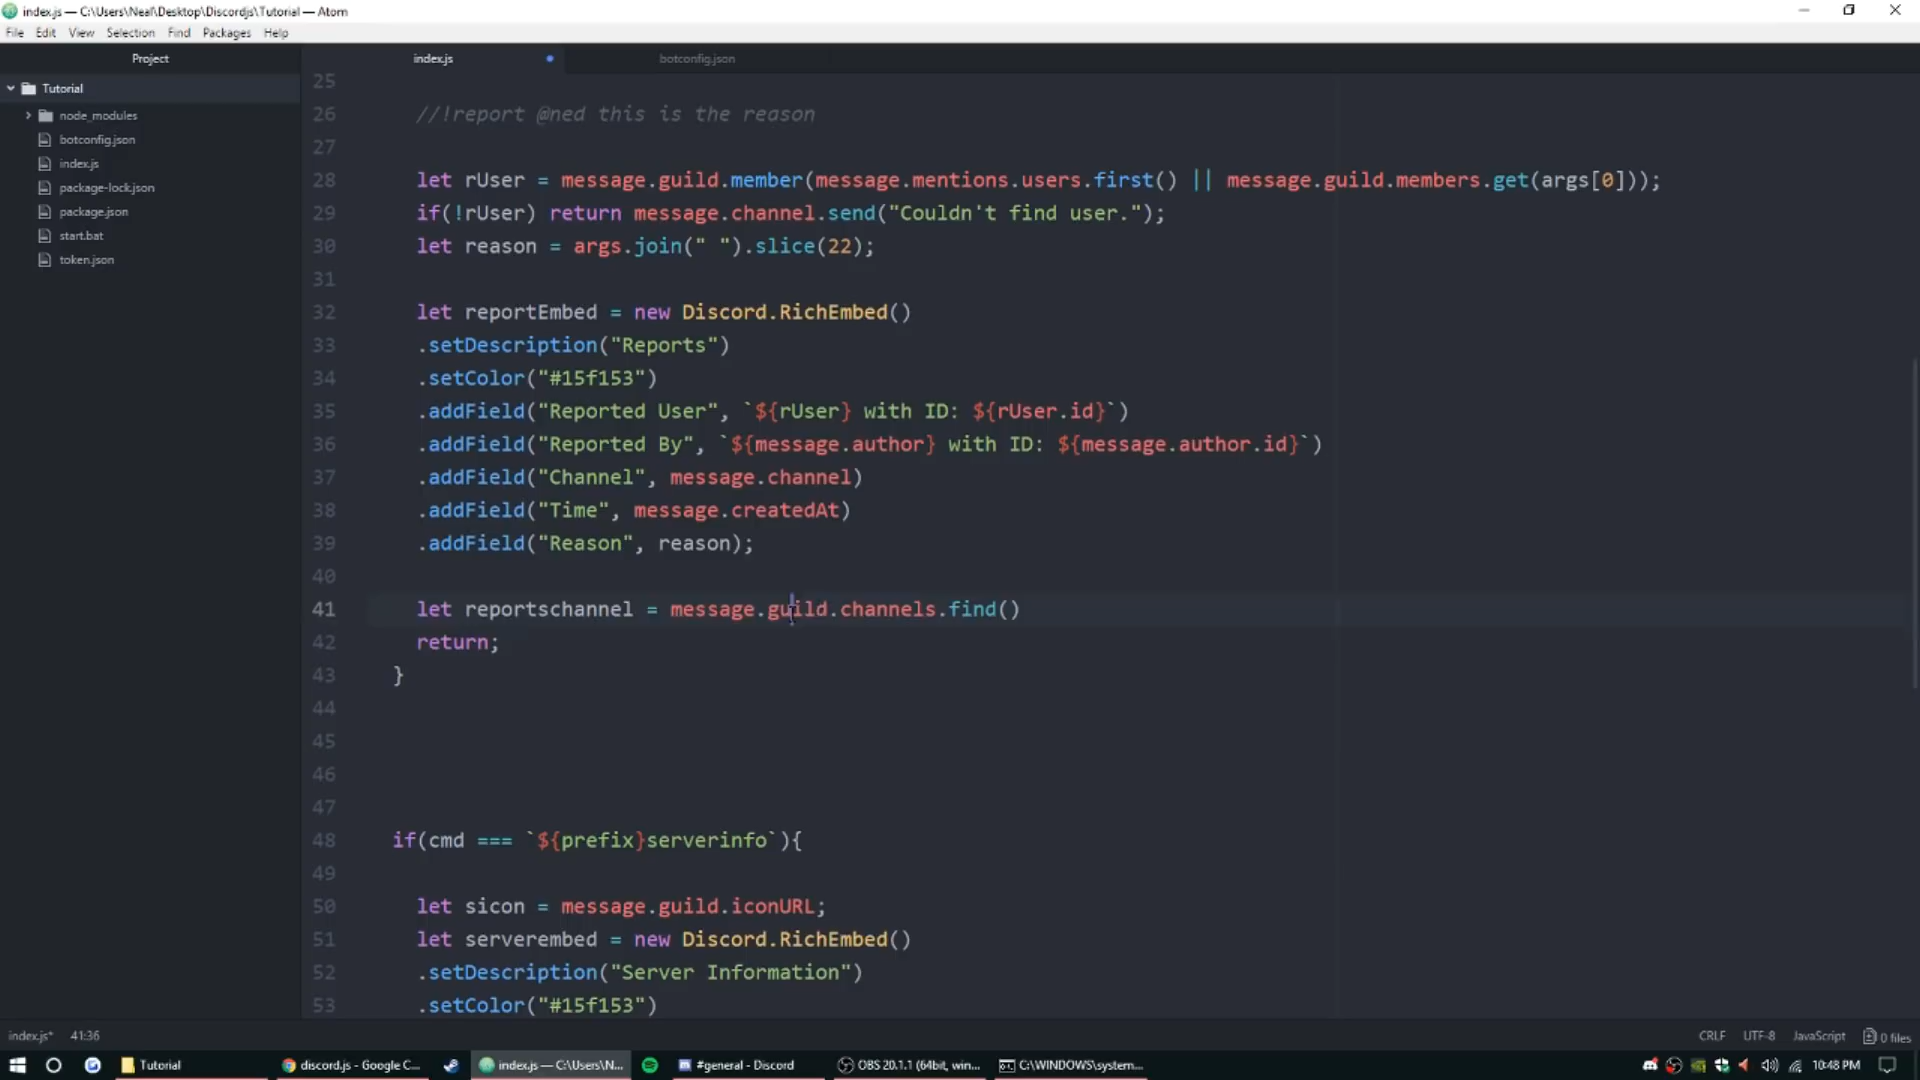 index.js — C:\Users\Neal\Desktop\Discordjs\Tutorial — Atom
File Edit View Selection Find Packages Help
Project
index.js
botconfig.json
Tutorial
node_modules
botconfig.json
index.js
package-lock.json
package.json
start.bat
token.json
25
26 //!report @ned this is the reason
27
28 let rUser = message.guild.member(message.mentions.users.first() || message.guild.members.get(args[0]));
29 if(!rUser) return message.channel.send("Couldn't find user.");
30 let reason = args.join(" ").slice(22);
31
32 let reportEmbed = new Discord.RichEmbed()
33 .setDescription("Reports")
34 .setColor("#15f153")
35 .addField("Reported User", `${rUser} with ID: ${rUser.id}`)
36 .addField("Reported By", `${message.author} with ID: ${message.author.id}`)
37 .addField("Channel", message.channel)
38 .addField("Time", message.createdAt)
39 .addField("Reason", reason);
40
41 let reportschannel = message.guild.channels.find()
42 return;
43 }
44
45
46
47
48 if(cmd === `${prefix}serverinfo`){
49
50 let sicon = message.guild.iconURL;
51 let serverembed = new Discord.RichEmbed()
52 .setDescription("Server Information")
53 .setColor("#15f153")
index.js* 41:36
CRLF UTF-8 JavaScript 0 files
Tutorial
discord.js - Google C...
index.js — C:\Users\N...
#general - Discord
OBS 20.1.1 (64bit, win...
C:\WINDOWS\system...
10:48 PM